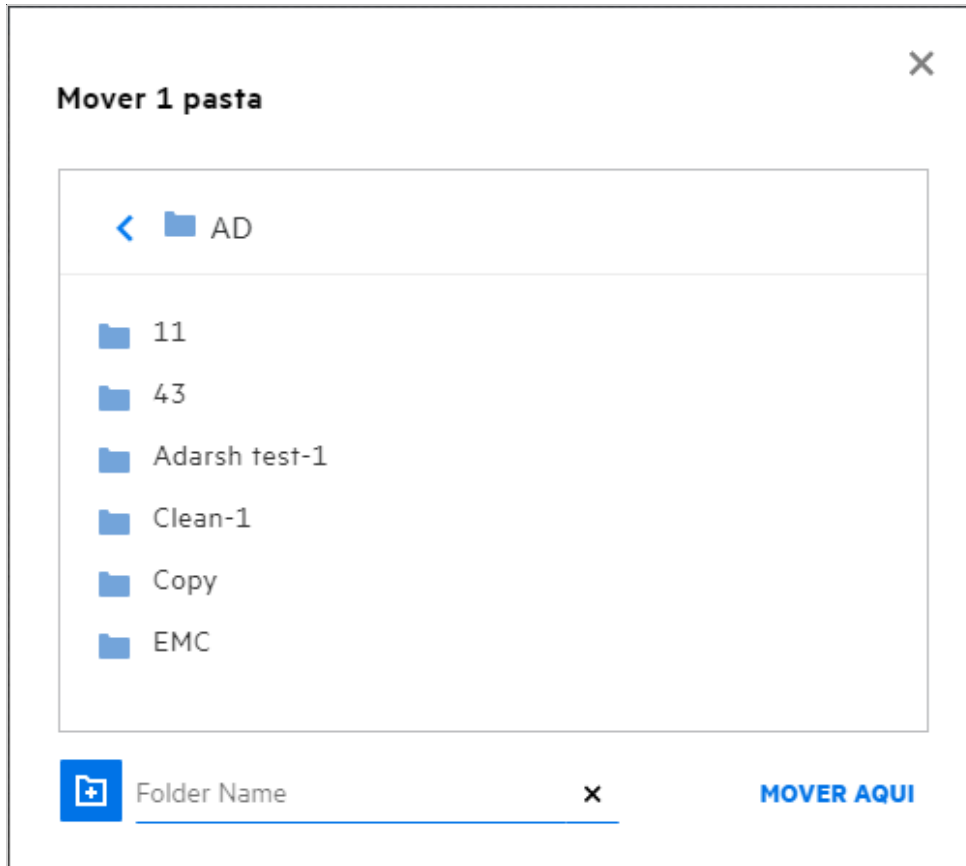 Mover 1 pasta
AD
11
43
Adarsh test-1
Clean-1
Copy
EMC
Folder Name
MOVER AQUI